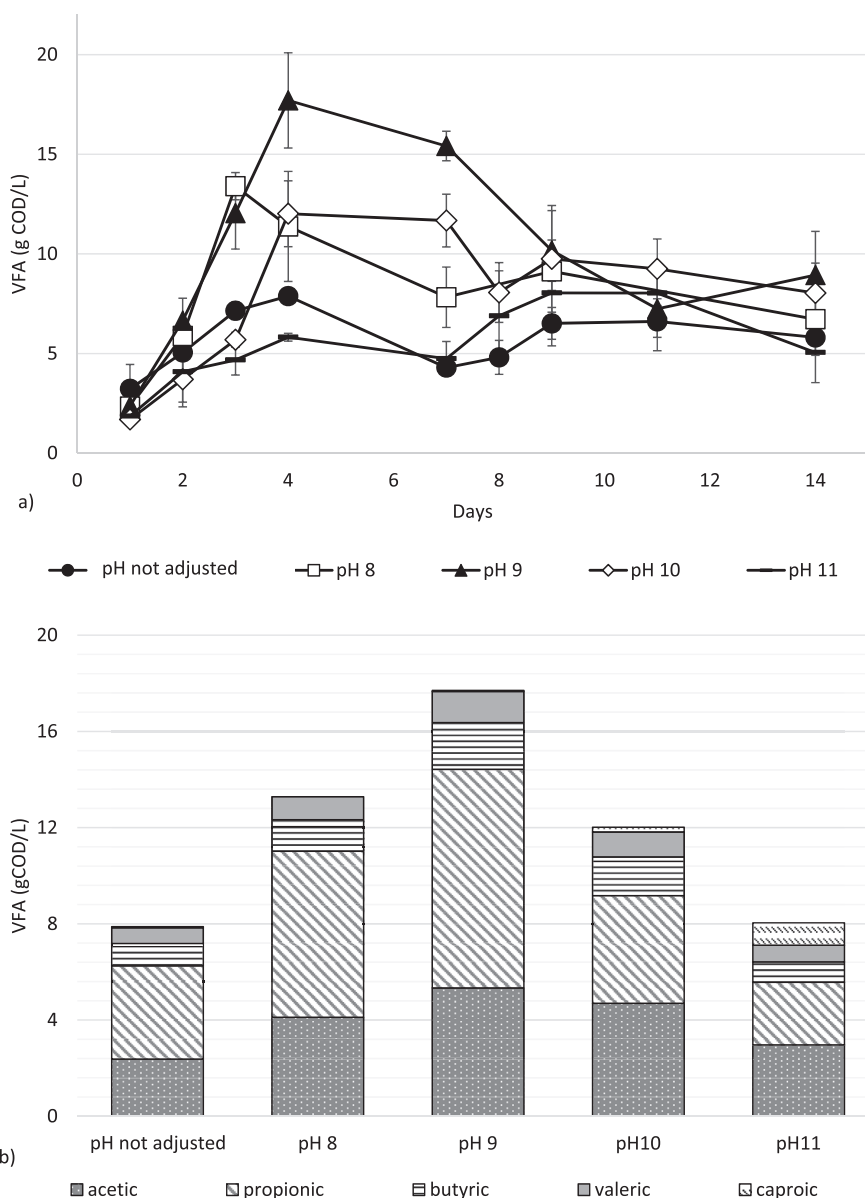 20
15
10
5
0
VFA (g COD/L)
0 2 4 6 8 10 12 14
a)
Days
pH not adjusted pH 8 pH 9 pH 10 pH 11
20
16
12
8
4
0
VFA (gCOD/L)
pH not adjusted pH 8 pH 9 pH10 pH11
b)
acetic propionic butyric valeric caproic